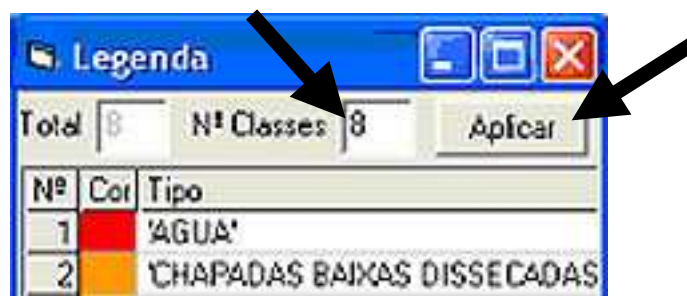 Legenda
Total 8 Nº Classes 8 Aplicar
Nº Cor Tipo
1 'AGUA'
2 'CHAPADAS BAIXAS DISSECADAS